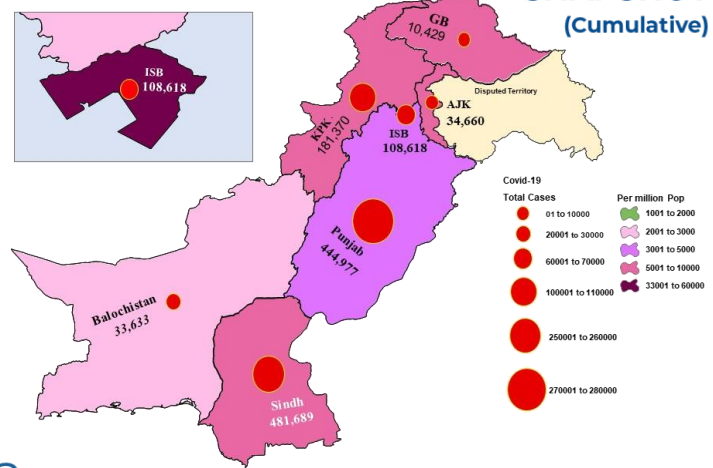 (Cumulative)
GB
10,429
ISB
108,618
Disputed Territory
AJK
34,660
KPK
181,370
ISB
108,618
Punjab
444,977
Balochistan
33,633
Sindh
481,689
Covid-19
Total Cases
01 to 10000
20001 to 30000
60001 to 70000
100001 to 110000
250001 to 260000
270001 to 280000
Per million Pop
1001 to 2000
2001 to 3000
3001 to 5000
5001 to 10000
33001 to 60000